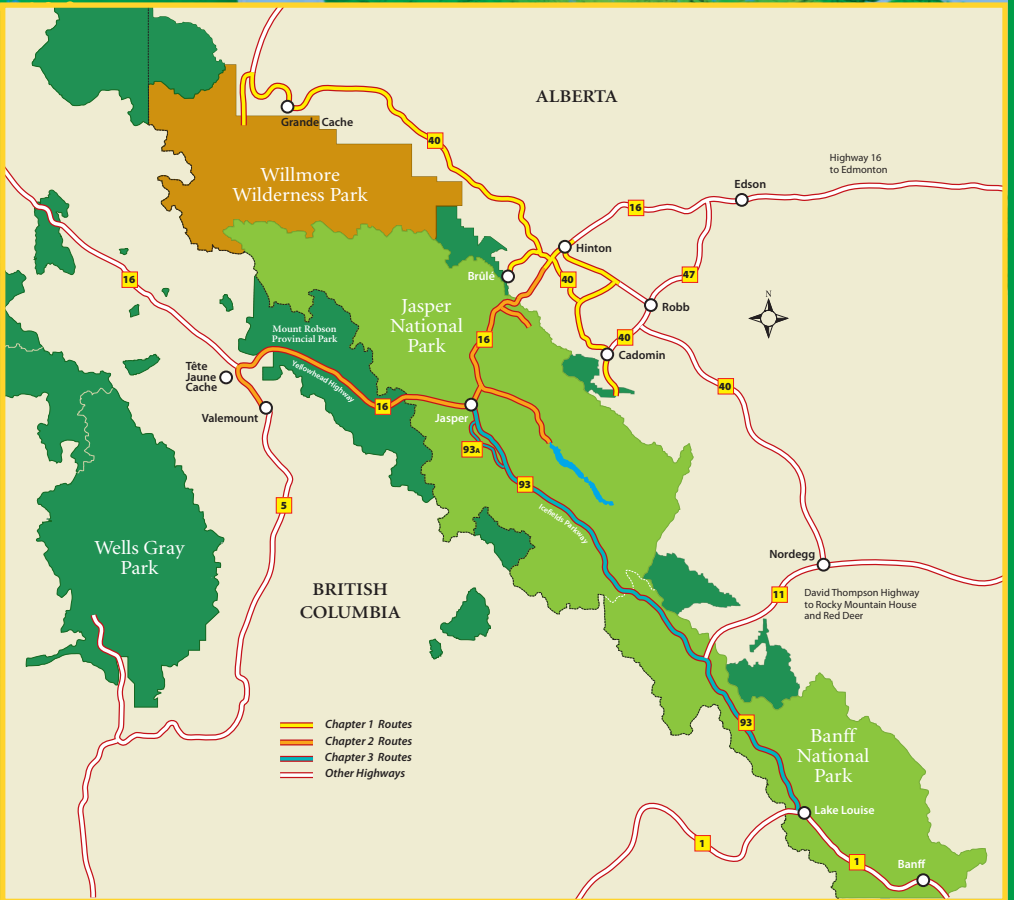 ALBERTA
Grande Cache
40
Willmore
Wilderness Park
Highway 16
to Edmonton
Edson
16
Hinton
Brûlé
40
47
16
Robb
N
Jasper
National
Park
Mount Robson
Provincial Park
16
40
Cadomin
Yellowhead Highway
Tête
Jaune
Cache
Valemount
16
Jasper
40
93A
93
5
Icefields Parkway
Wells Gray
Park
BRITISH
COLUMBIA
Nordegg
11
David Thompson Highway
to Rocky Mountain House
and Red Deer
Chapter 1 Routes
Chapter 2 Routes
Chapter 3 Routes
Other Highways
93
Banff
National
Park
Lake Louise
1
1
Banff